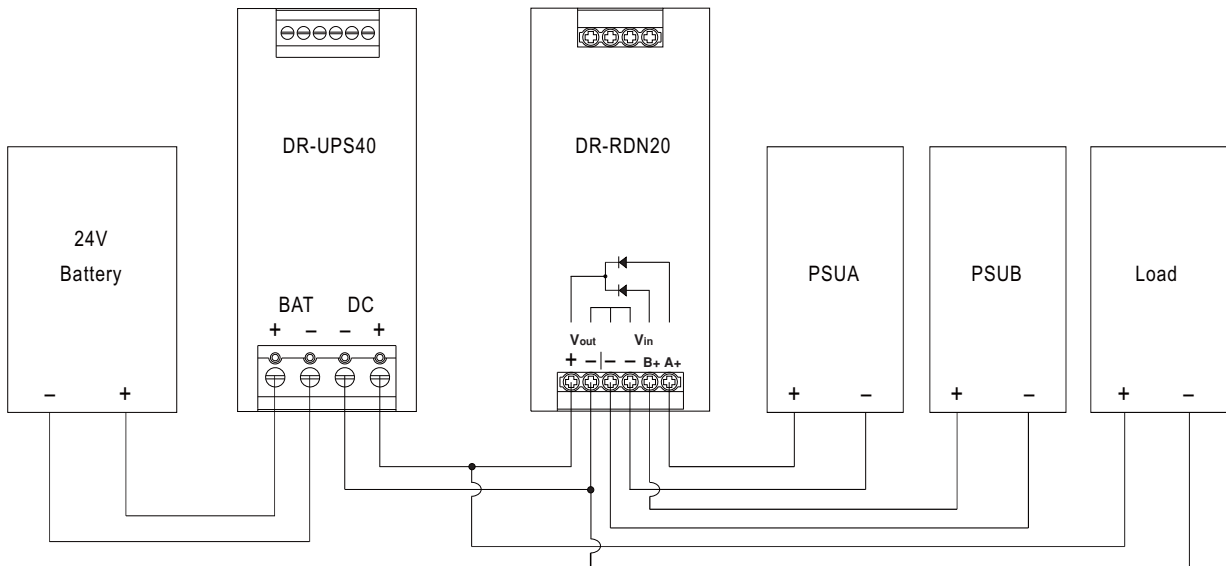 DR-UPS40
DR-RDN20
24V
Battery
PSUA
PSUB
Load
BAT DC
+ − − +
Vout Vin
+ −|− − B+ A+
− +
+ −
+ −
+ −